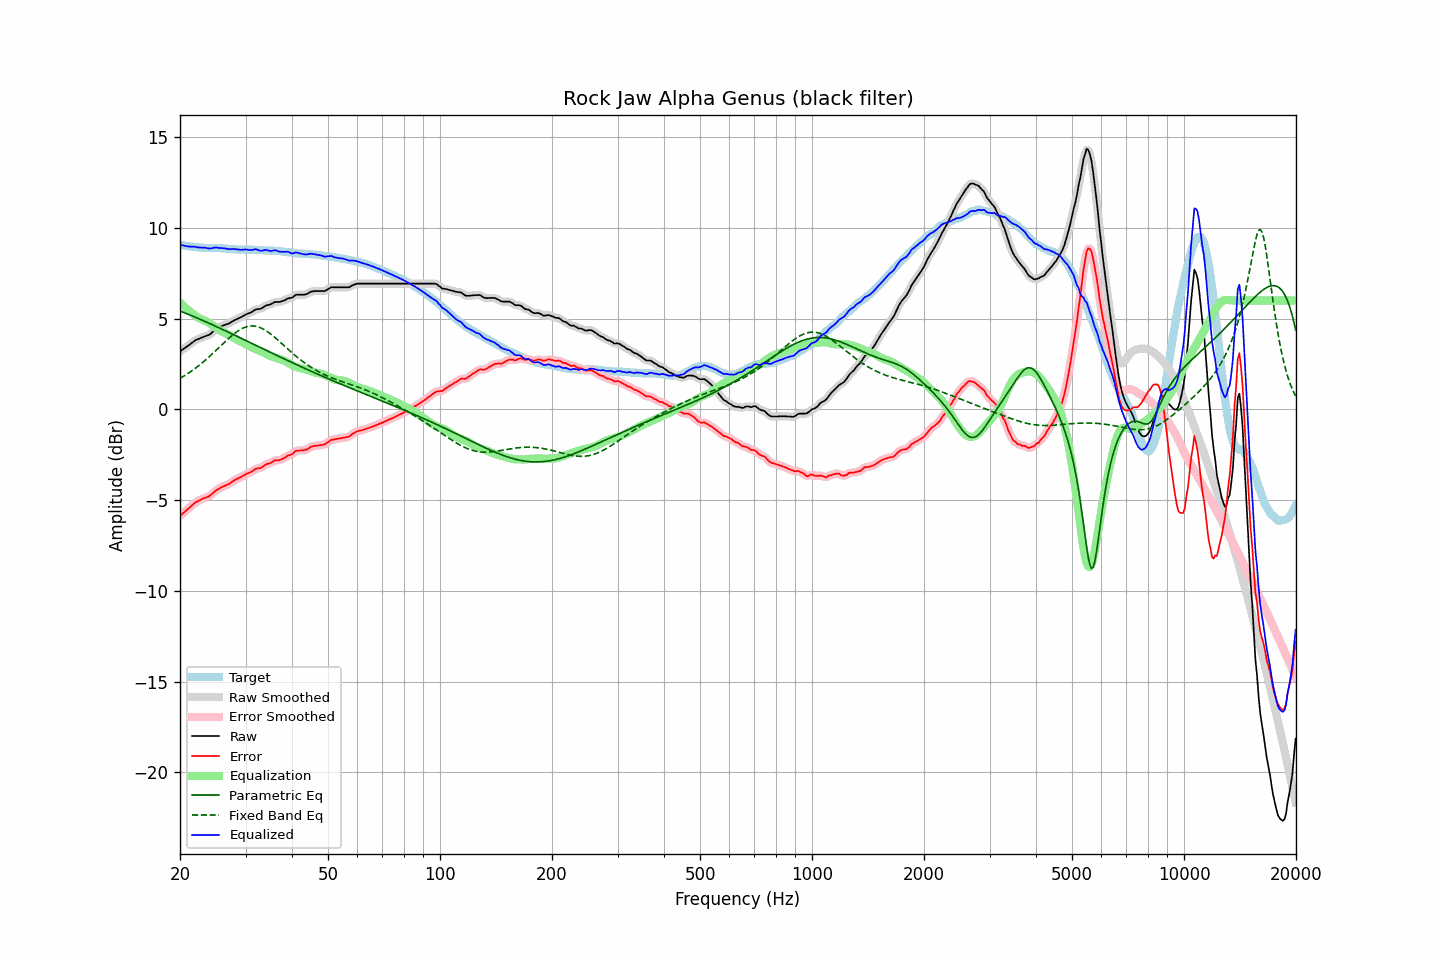 Rock Jaw Alpha Genus (black filter)
15
10
5
0
−5
−10
−15
−20
Amplitude (dBr)
Target
Raw Smoothed
Error Smoothed
Raw
Error
Equalization
Parametric Eq
Fixed Band Eq
Equalized
20 50 100 200 500 1000 2000 5000 10000 20000
Frequency (Hz)